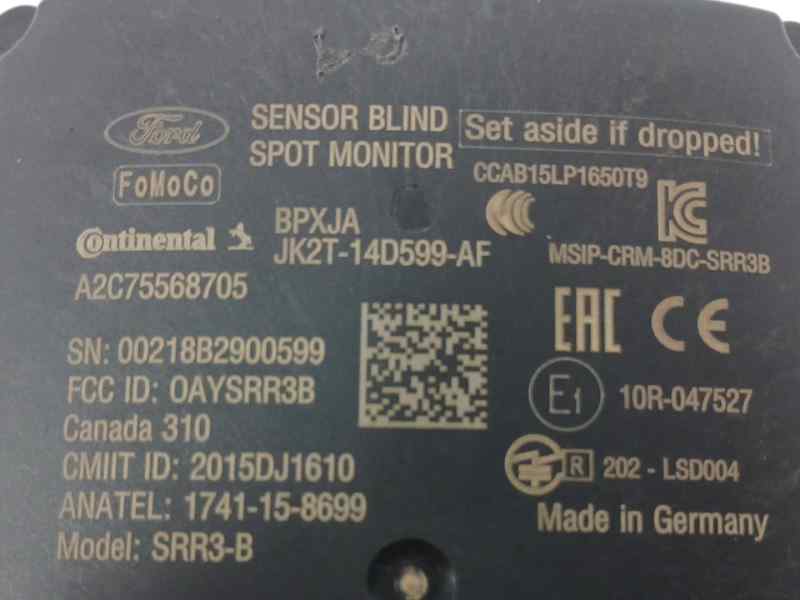 Ford
SENSOR BLIND
SPOT MONITOR
Set aside if dropped!
FoMoCo
CCAB15LP1650T9
Continental
BPXJA
JK2T-14D599-AF
MSIP-CRM-8DC-SRR3B
A2C75568705
EAC CE
SN: 00218B2900599
FCC ID: OAYSRR3B
E1 10R-047527
Canada 310
CMIIT ID: 2015DJ1610
R 202 - LSD004
ANATEL: 1741-15-8699
Made in Germany
Model: SRR3-B